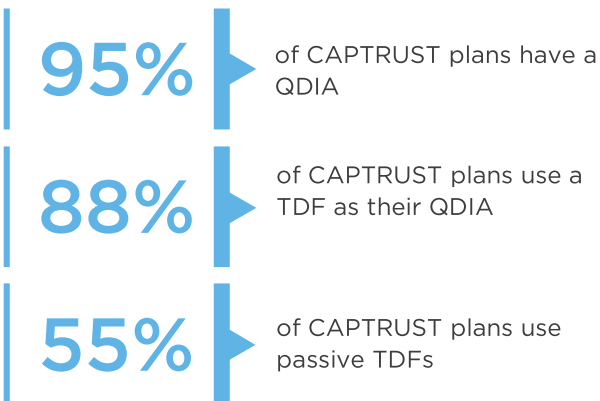 95%
of CAPTRUST plans have a
QDIA
88%
of CAPTRUST plans use a
TDF as their QDIA
55%
of CAPTRUST plans use
passive TDFs